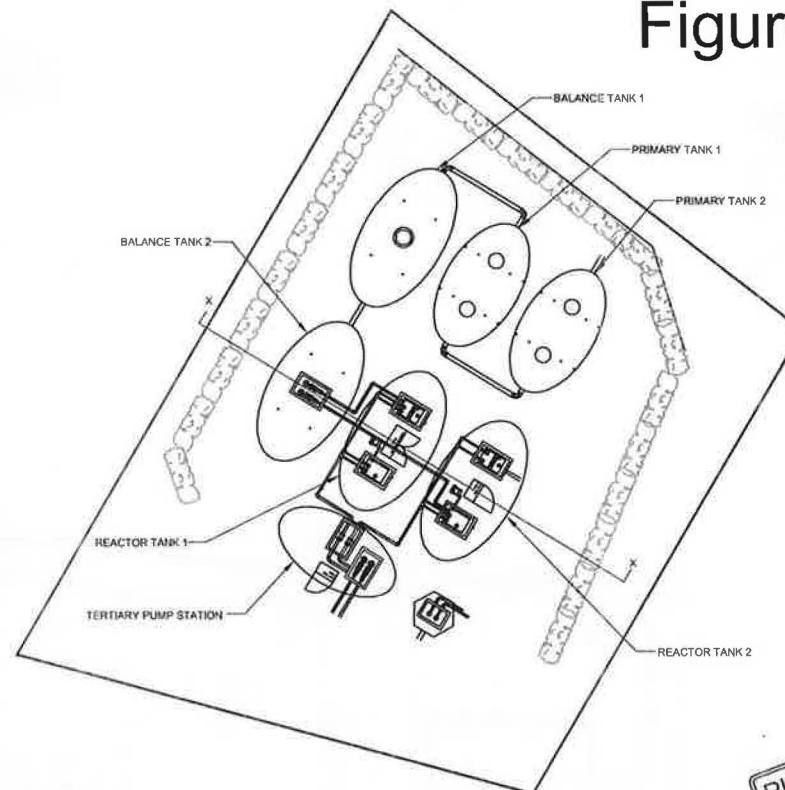 Figur
BALANCE TANK 1
PRIMARY TANK 1
PRIMARY TANK 2
BALANCE TANK 2
X
X
REACTOR TANK 1
TERTIARY PUMP STATION
REACTOR TANK 2